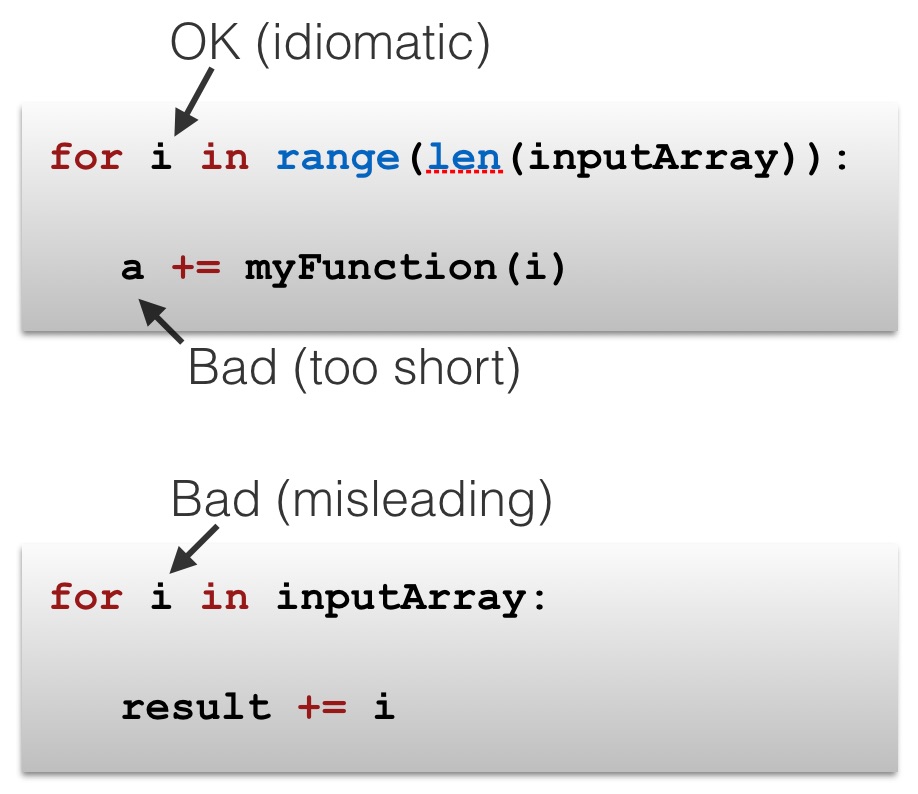 OK (idiomatic)
for i in range(len(inputArray)):
a += myFunction(i)
Bad (too short)
Bad (misleading)
for i in inputArray:
result += i